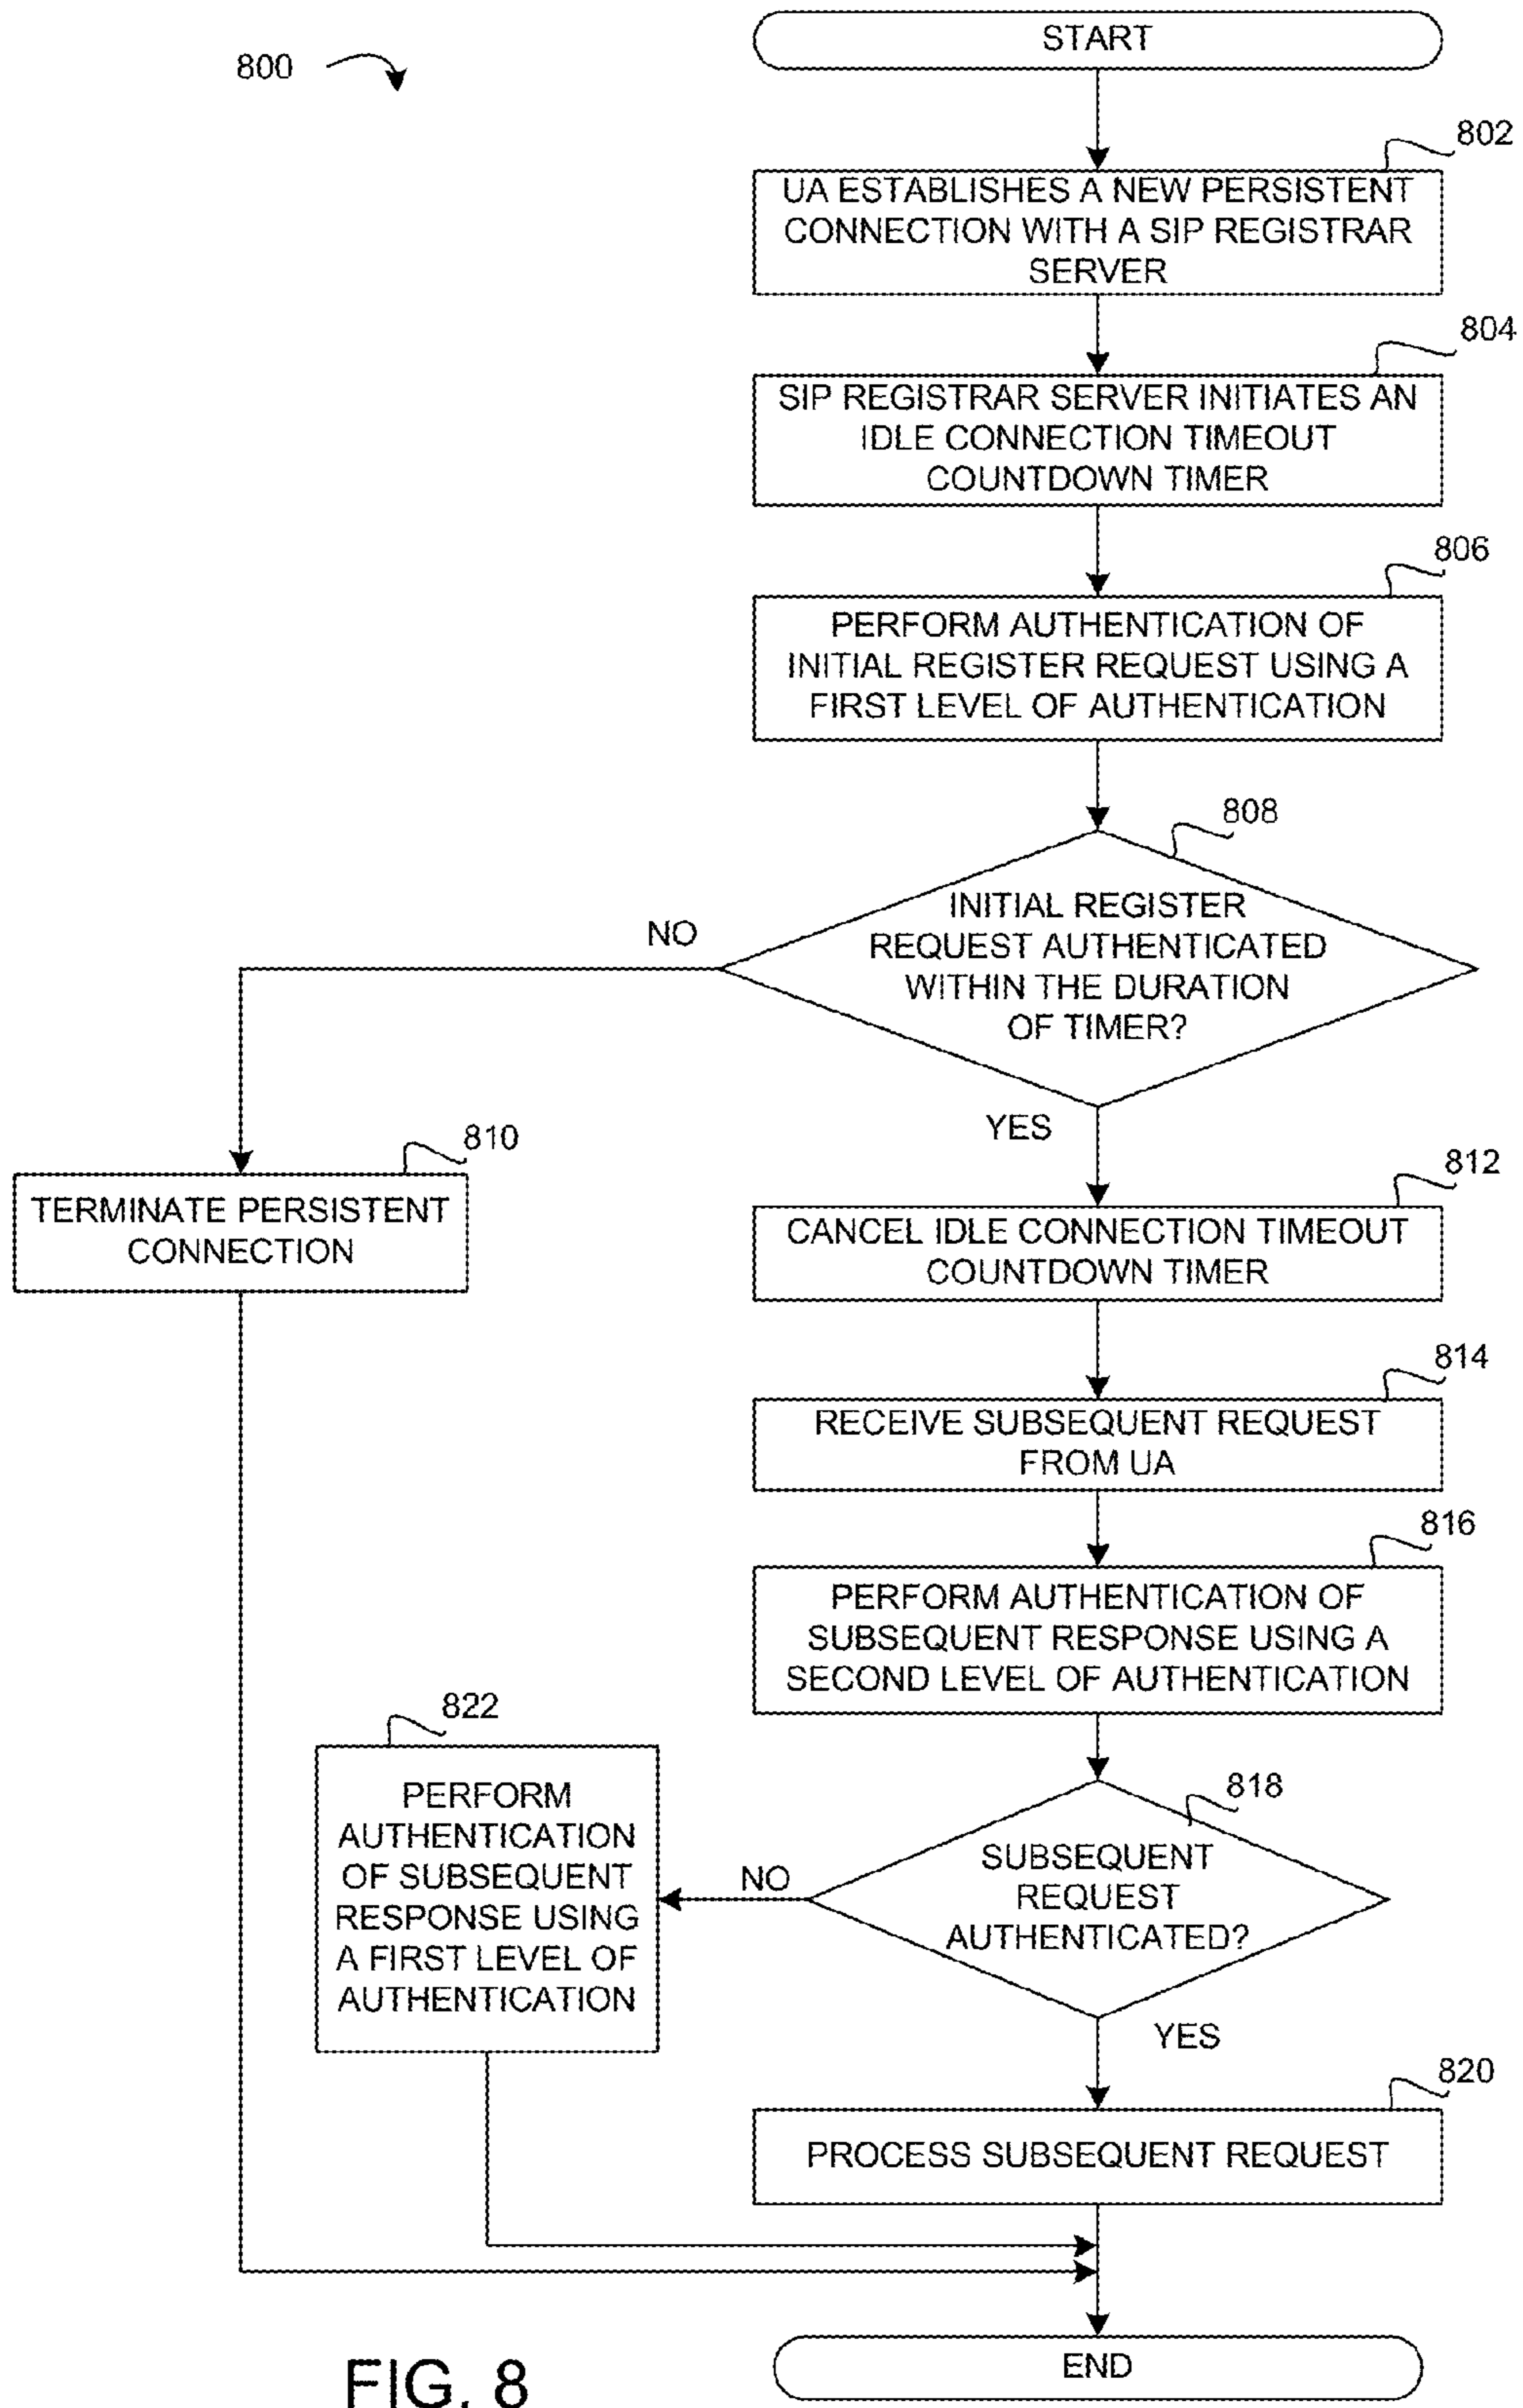 800
START
802
UA ESTABLISHES A NEW PERSISTENT
CONNECTION WITH A SIP REGISTRAR
SERVER
804
SIP REGISTRAR SERVER INITIATES AN
IDLE CONNECTION TIMEOUT
COUNTDOWN TIMER
806
PERFORM AUTHENTICATION OF
INITIAL REGISTER REQUEST USING A
FIRST LEVEL OF AUTHENTICATION
808
INITIAL REGISTER
REQUEST AUTHENTICATED
WITHIN THE DURATION
OF TIMER?
NO
YES
810
TERMINATE PERSISTENT
CONNECTION
812
CANCEL IDLE CONNECTION TIMEOUT
COUNTDOWN TIMER
814
RECEIVE SUBSEQUENT REQUEST
FROM UA
816
PERFORM AUTHENTICATION OF
SUBSEQUENT RESPONSE USING A
SECOND LEVEL OF AUTHENTICATION
818
SUBSEQUENT
REQUEST
AUTHENTICATED?
NO
822
PERFORM
AUTHENTICATION
OF SUBSEQUENT
RESPONSE USING
A FIRST LEVEL OF
AUTHENTICATION
YES
820
PROCESS SUBSEQUENT REQUEST
END
FIG. 8